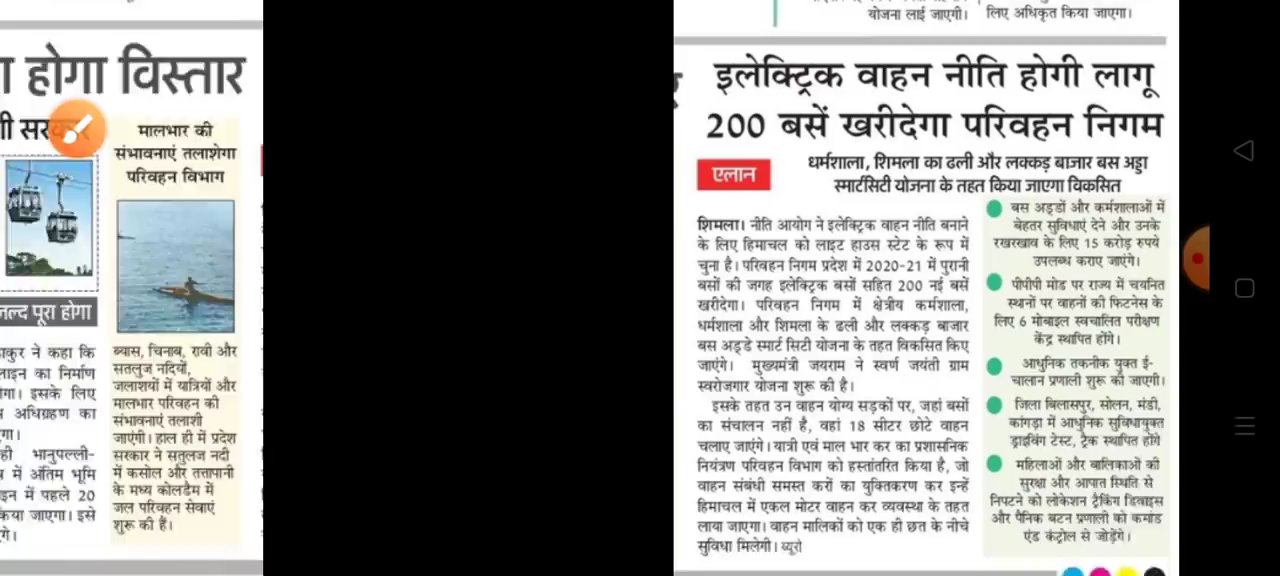 होगा विस्तार
मालभार की
संभावनाएं तलाशेगा
परिवहन विभाग
जल्द पूरा होगा
ने कहा कि
का निर्माण
इसके लिए
अधिग्रहण का
ही भानुपल्ली-
में अंतिम भूमि
में पहले 20
किया जाएगा। इसे
ब्यास, चिनाब, रावी और
सतलुज नदियों,
जलाशयों में यात्रियों और
मालभार परिवहन की
संभावनाएं तलाशी
जाएंगी। हाल ही में प्रदेश
सरकार ने सतुलज नदी
में कसोल और तत्तापानी
के मध्य कोलडैम में
जल परिवहन सेवाएं
शुरू की हैं।
योजना लाई जाएगी।
लिए अधिकृत किया जाएगा।
इलेक्ट्रिक वाहन नीति होगी लागू
200 बसें खरीदेगा परिवहन निगम
एलान
धर्मशाला, शिमला का ढली और लक्कड़ बाजार बस अड्डा
स्मार्टसिटी योजना के तहत किया जाएगा विकसित
शिमला। नीति आयोग ने इलेक्ट्रिक वाहन नीति बनाने
के लिए हिमाचल को लाइट हाउस स्टेट के रूप में
चुना है। परिवहन निगम प्रदेश में 2020-21 में पुरानी
बसों की जगह इलेक्ट्रिक बसों सहित 200 नई बसें
खरीदेगा। परिवहन निगम में क्षेत्रीय कर्मशाला,
धर्मशाला और शिमला के ढली और लक्कड़ बाजार
बस अड्डे स्मार्ट सिटी योजना के तहत विकसित किए
जाएंगे। मुख्यमंत्री जयराम ने स्वर्ण जयंती ग्राम
स्वरोजगार योजना शुरू की है।
इसके तहत उन वाहन योग्य सड़कों पर, जहां बसों
का संचालन नहीं है, वहां 18 सीटर छोटे वाहन
चलाए जाएंगे। यात्री एवं माल भार कर का प्रशासनिक
नियंत्रण परिवहन विभाग को हस्तांतरित किया है, जो
वाहन संबंधी समस्त करों का युक्तिकरण कर इन्हें
हिमाचल में एकल मोटर वाहन कर व्यवस्था के तहत
लाया जाएगा। वाहन मालिकों को एक ही छत के नीचे
सुविधा मिलेगी। ब्यूरो
बस अड्डों और कर्मशालाओं में
बेहतर सुविधाएं देने और उनके
रखरखाव के लिए 15 करोड़ रुपये
उपलब्ध कराए जाएंगे।
पीपीपी मोड पर राज्य में चयनित
स्थानों पर वाहनों की फिटनेस के
लिए 6 मोबाइल स्वचालित परीक्षण
केंद्र स्थापित होंगे।
आधुनिक तकनीक युक्त ई-
चालान प्रणाली शुरू की जाएगी।
जिला बिलासपुर, सोलन, मंडी,
कांगड़ा में आधुनिक सुविधायुक्त
ड्राइविंग टेस्ट, ट्रैक स्थापित होंगे
महिलाओं और बालिकाओं की
सुरक्षा और आपात स्थिति से
निपटने को लोकेशन ट्रैकिंग डिवाइस
और पैनिक बटन प्रणाली को कमांड
एंड कंट्रोल से जोड़ेंगे।